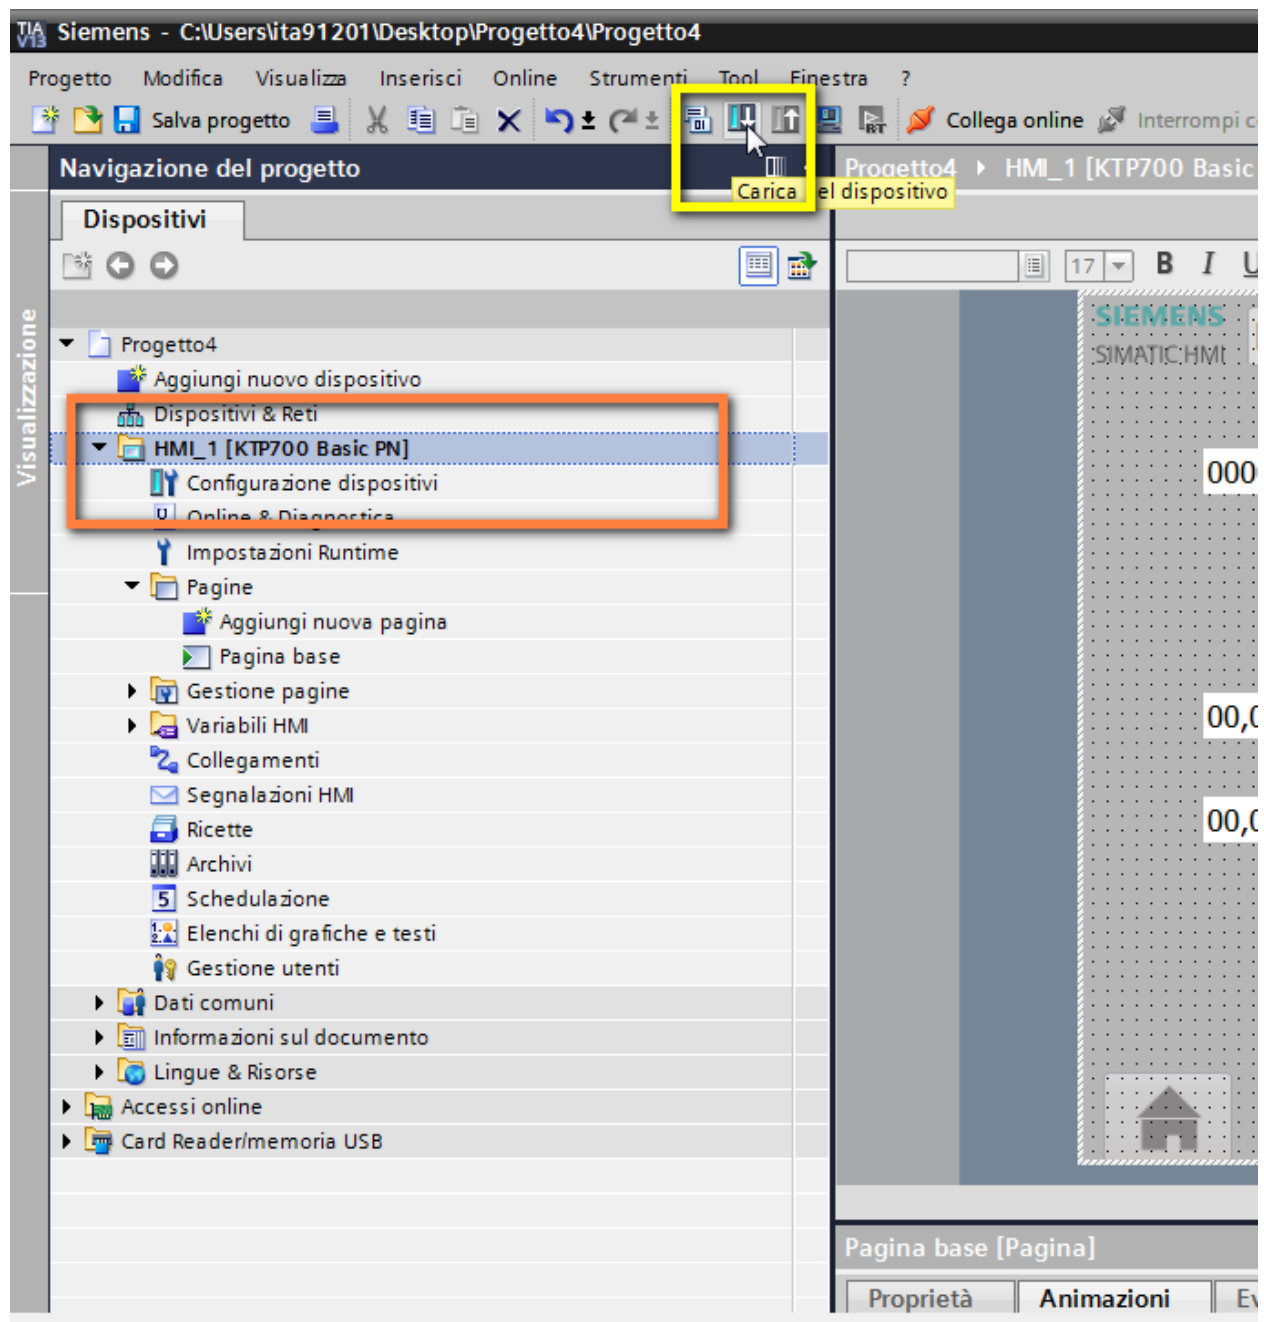 TIA V13 Siemens - C:\Users\ita91201\Desktop\Progetto4\Progetto4
Progetto Modifica Visualizza Inserisci Online Strumenti Tool Finestra ?
Salva progetto RT Collega online Interrompi c
Navigazione del progetto
Progetto4 HMI_1 [KTP700 Basic
Carica el dispositivo
Dispositivi
17 B I U
Visualizzazione
SIEMENS
SIMATIC HMI
Progetto4
Aggiungi nuovo dispositivo
Dispositivi & Reti
HMI_1 [KTP700 Basic PN]
Configurazione dispositivi
Online & Diagnostica
Impostazioni Runtime
Pagine
Aggiungi nuova pagina
Pagina base
Gestione pagine
Variabili HMI
Collegamenti
Segnalazioni HMI
Ricette
Archivi
Schedulazione
Elenchi di grafiche e testi
Gestione utenti
Dati comuni
Informazioni sul documento
Lingue & Risorse
Accessi online
Card Reader/memoria USB
000
00,0
00,0
Pagina base [Pagina]
Proprietà Animazioni Ev